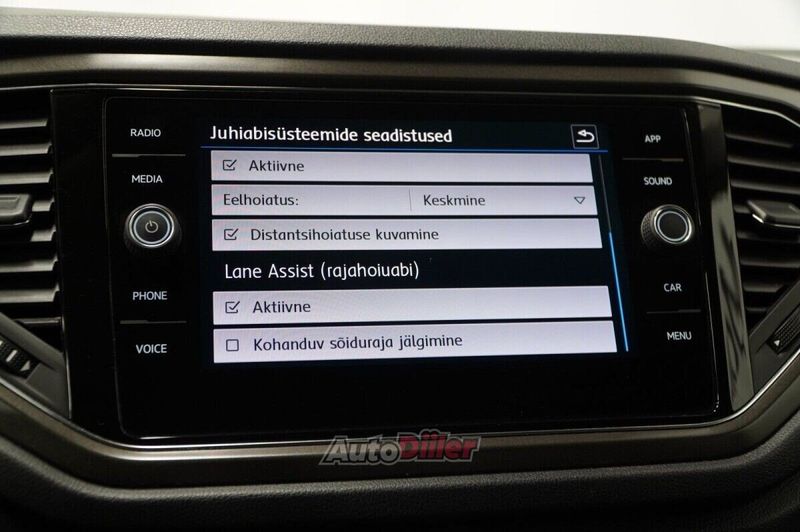 RADIO
MEDIA
PHONE
VOICE
Juhiabisüsteemide seadistused
Aktiivne
Eelhoiatus: Keskmine
Distantsihoiatuse kuvamine
Lane Assist (rajahoiuabi)
Aktiivne
Kohanduv sõiduraja jälgimine
APP
SOUND
CAR
MENU
AutoDiiler